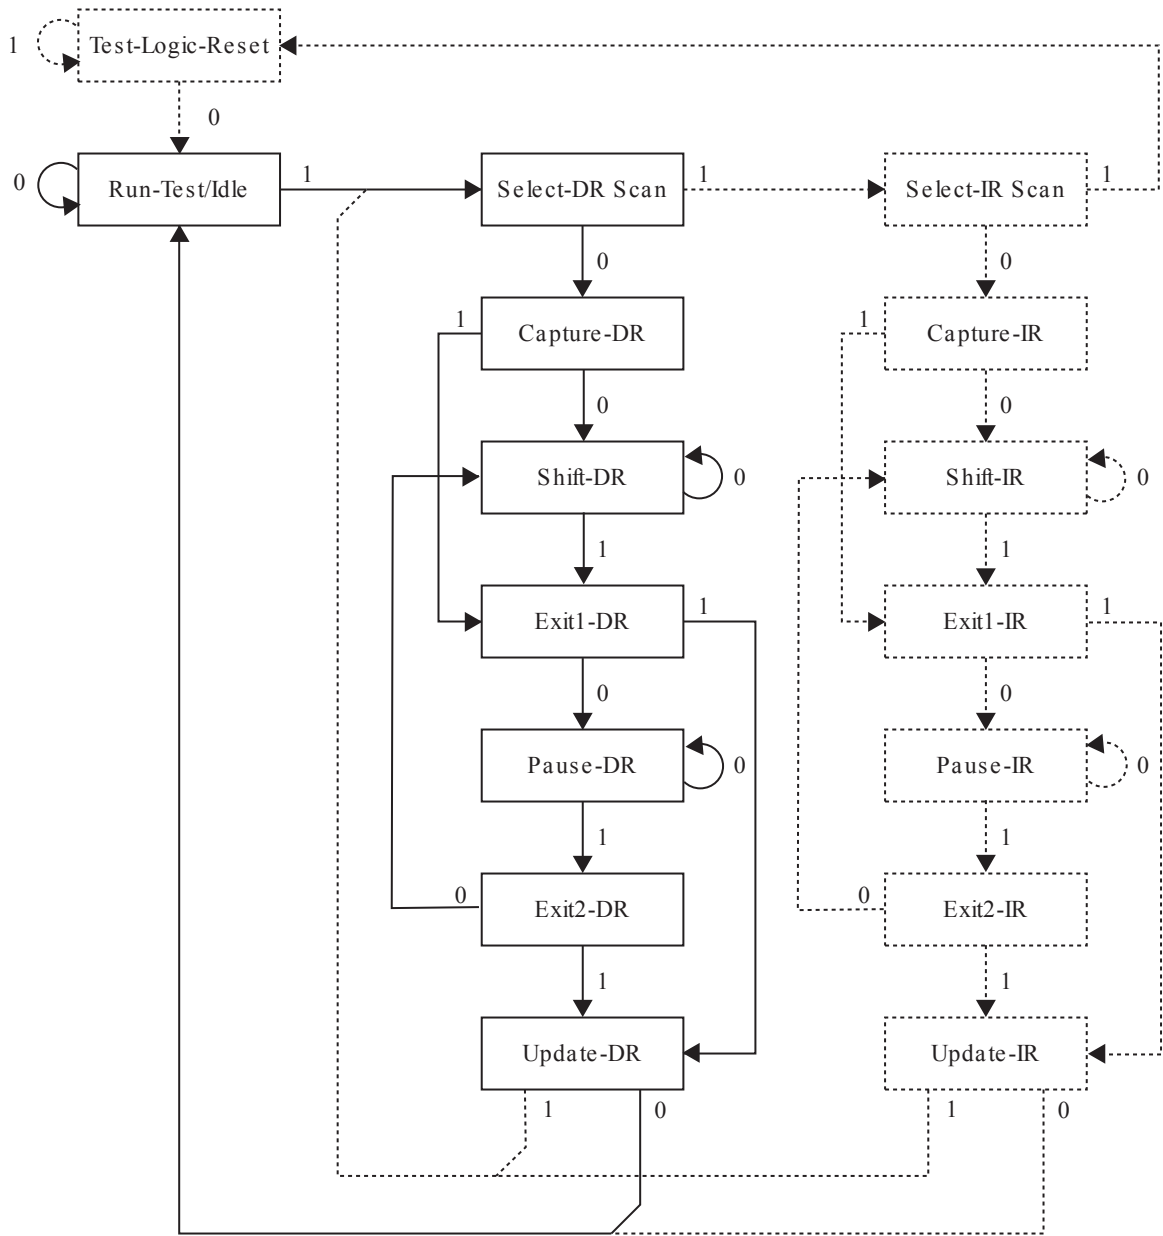 Test-Logic-Reset
1
0
Run-Test/Idle
0
1
Select-DR Scan
1
Select-IR Scan
1
0
0
1
Capture-DR
1
Capture-IR
0
0
Shift-DR
0
Shift-IR
0
1
1
Exit1-DR
1
Exit1-IR
1
0
0
Pause-DR
0
Pause-IR
0
1
1
0
Exit2-DR
0
Exit2-IR
1
1
Update-DR
Update-IR
1
0
1
0